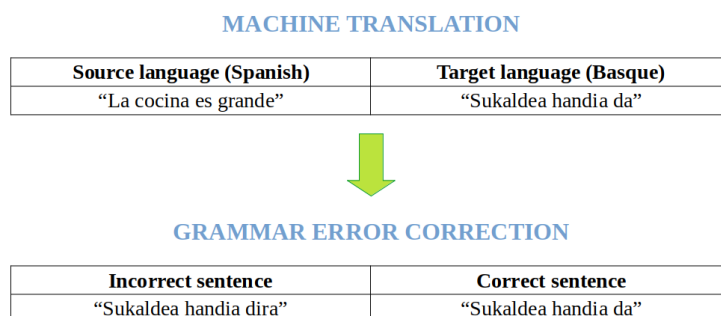 MACHINE TRANSLATION
Source language (Spanish) Target language (Basque)
“La cocina es grande” “Sukaldea handia da”
GRAMMAR ERROR CORRECTION
Incorrect sentence Correct sentence
“Sukaldea handia dira” “Sukaldea handia da”